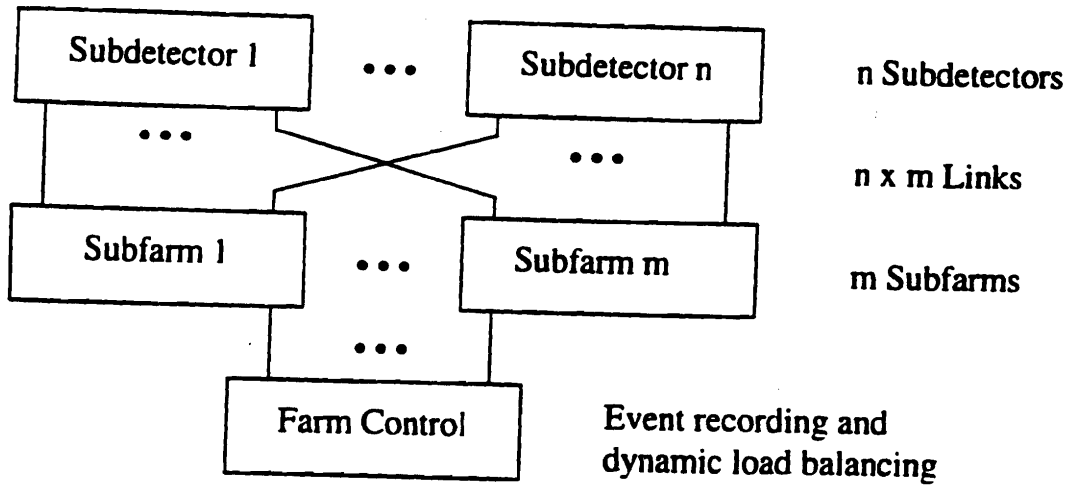 Subdetector 1
Subdetector n
n Subdetectors
n x m Links
Subfarm 1
Subfarm m
m Subfarms
Farm Control
Event recording and
dynamic load balancing